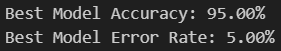 Best Model Accuracy: 95.00%
Best Model Error Rate: 5.00%